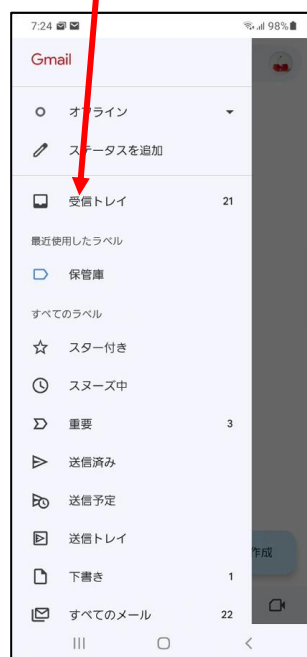 7:24 98%
Gmail
オフライン
ステータスを追加
受信トレイ 21
最近使用したラベル
保管庫
すべてのラベル
スター付き
スヌーズ中
重要 3
送信済み
送信予定
送信トレイ
作成
下書き 1
すべてのメール 22